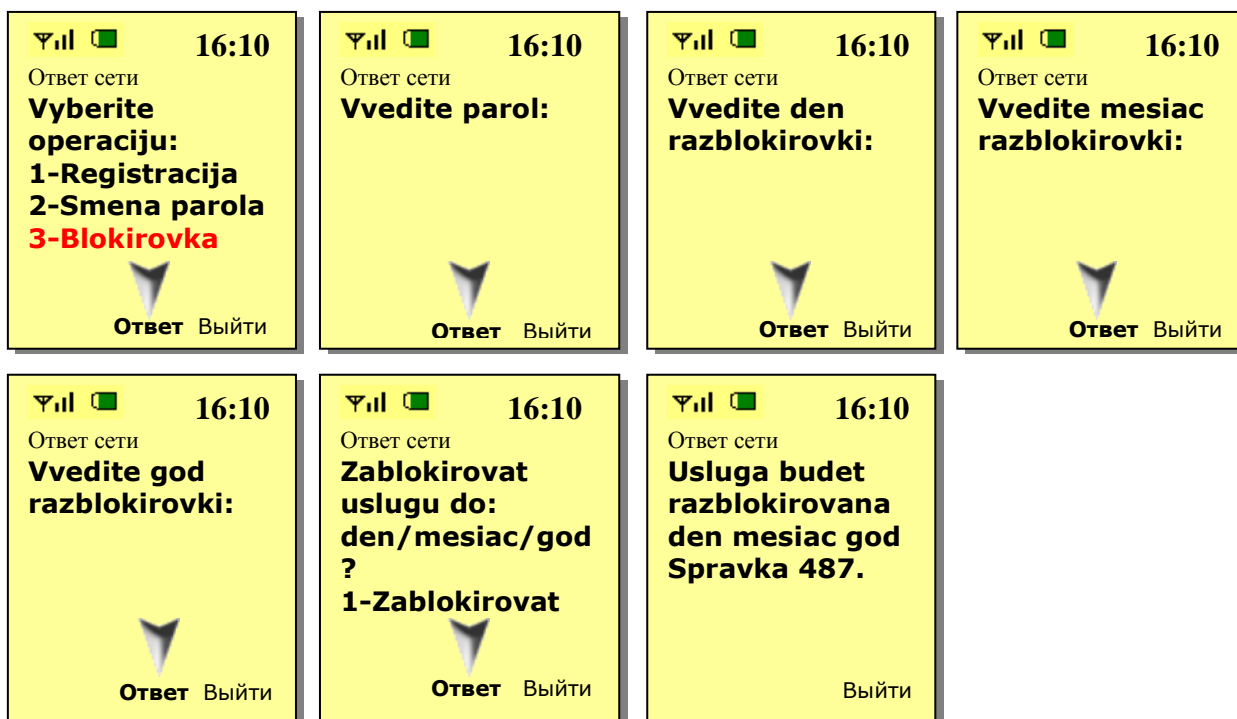 16:10
Ответ сети
Vyberite
operaciju:
1-Registracija
2-Smena parola
3-Blokirovka
Ответ Выйти
16:10
Ответ сети
Vvedite parol:
Ответ Выйти
16:10
Ответ сети
Vvedite den
razblokirovki:
Ответ Выйти
16:10
Ответ сети
Vvedite mesiac
razblokirovki:
Ответ Выйти
16:10
Ответ сети
Vvedite god
razblokirovki:
Ответ Выйти
16:10
Ответ сети
Zablokirovat
uslugu do:
den/mesiac/god
?
1-Zablokirovat
Ответ Выйти
16:10
Ответ сети
Usluga budet
razblokirovana
den mesiac god
Spravka 487.
Выйти